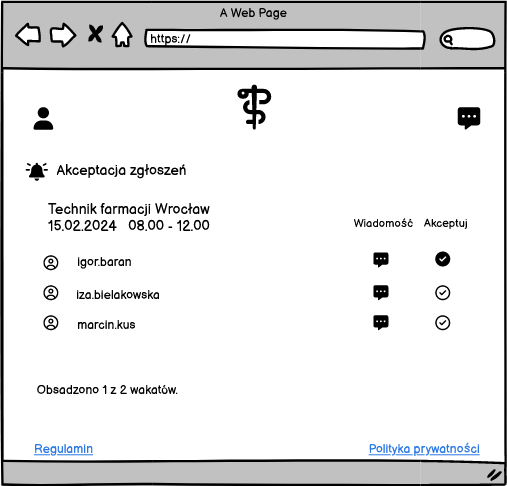 A Web Page
https://
Akceptacja zgłoszeń
Technik farmacji Wrocław
15.02.2024 08.00 - 12.00
Wiadomość Akceptuj
igor.baran
iza.bielakowska
marcin.kus
Obsadzono 1 z 2 wakatów.
Regulamin Polityka prywatności